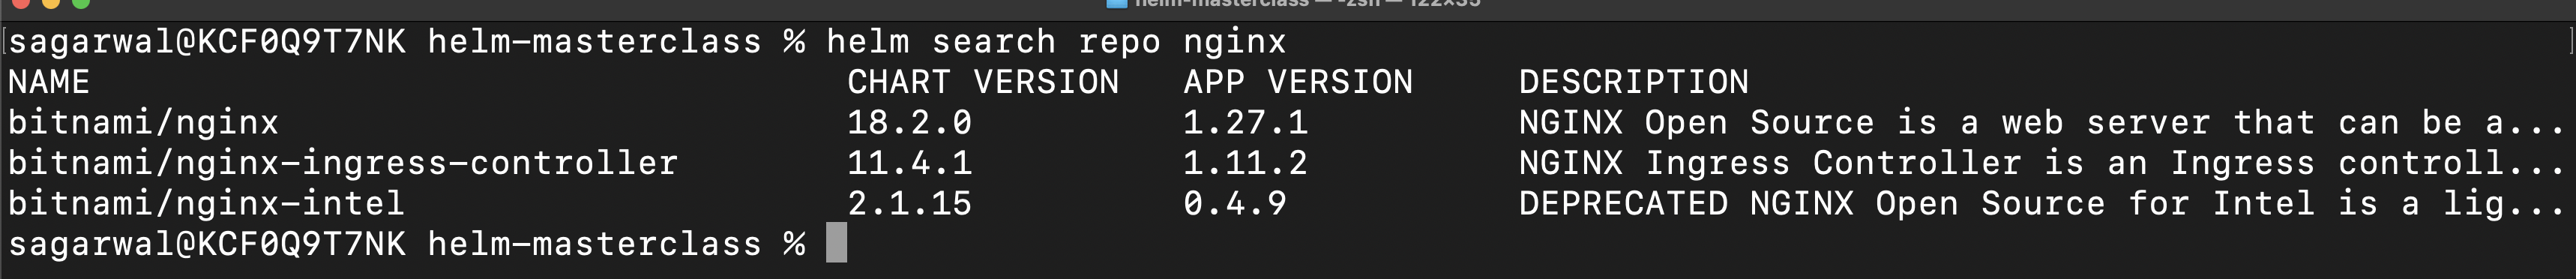 helm-masterclass — -zsh — 122×35
[sagarwal@KCF0Q9T7NK helm-masterclass % helm search repo nginx ]
NAME CHART VERSION APP VERSION DESCRIPTION
bitnami/nginx 18.2.0 1.27.1 NGINX Open Source is a web server that can be a...
bitnami/nginx-ingress-controller 11.4.1 1.11.2 NGINX Ingress Controller is an Ingress controll...
bitnami/nginx-intel 2.1.15 0.4.9 DEPRECATED NGINX Open Source for Intel is a lig...
sagarwal@KCF0Q9T7NK helm-masterclass %